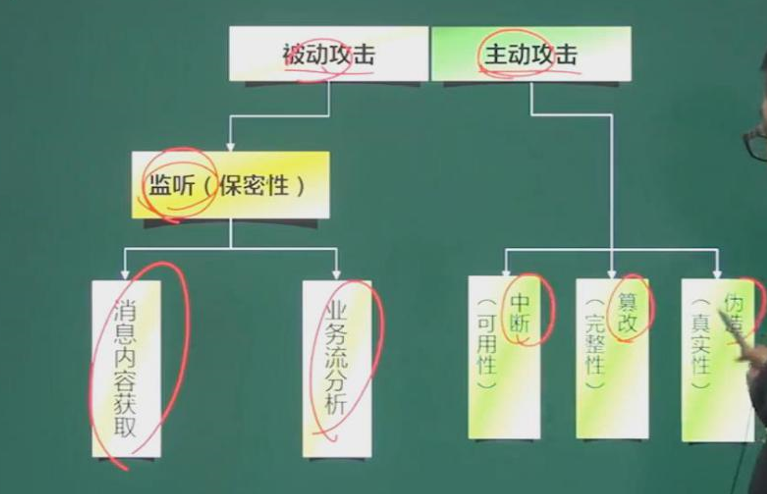 被动攻击
主动攻击
监听（保密性）
消息内容获取
业务流分析
中断
（可用性）
篡改
（完整性）
伪造
（真实性）